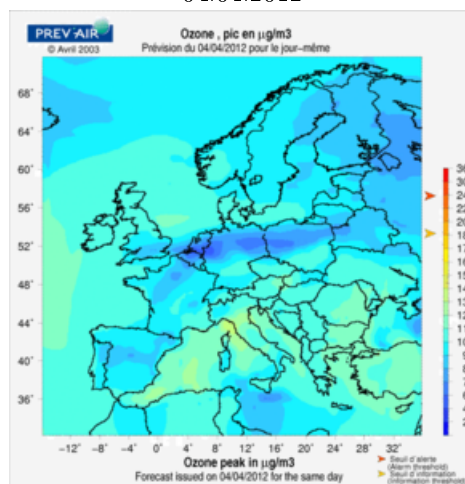 PREV'AIR
© Avril 2003
Ozone , pic en µg/m3
Prévision du 04/04/2012 pour le jour-même
68°
64°
60°
56°
52°
48°
44°
40°
36°
-12° -8° -4° 0° 4° 8° 12° 16° 20° 24° 28° 32°
Seuil d'alerte
(Alarm threshold)
Seuil d'information
(Information threshold
Ozone peak in µg/m3
Forecast issued on 04/04/2012 for the same day